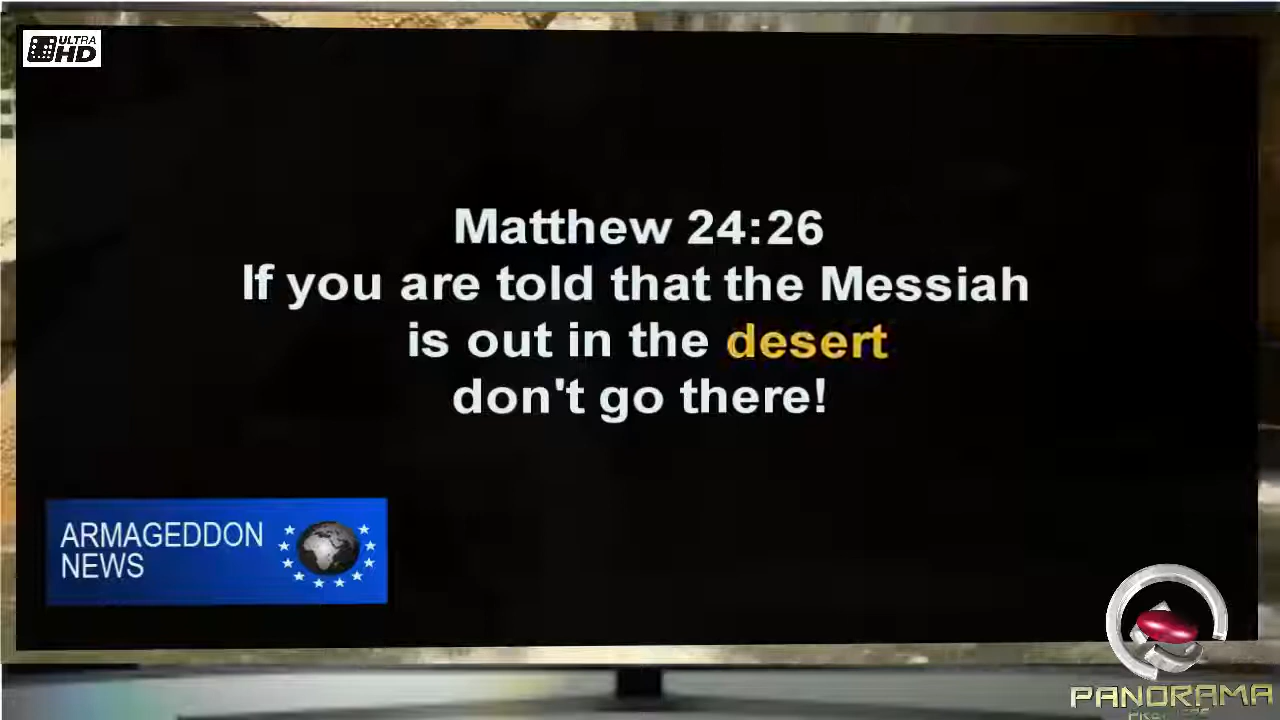 ULTRA
HD
Matthew 24:26
If you are told that the Messiah
is out in the desert
don't go there!
ARMAGEDDON
NEWS
PANORAMA